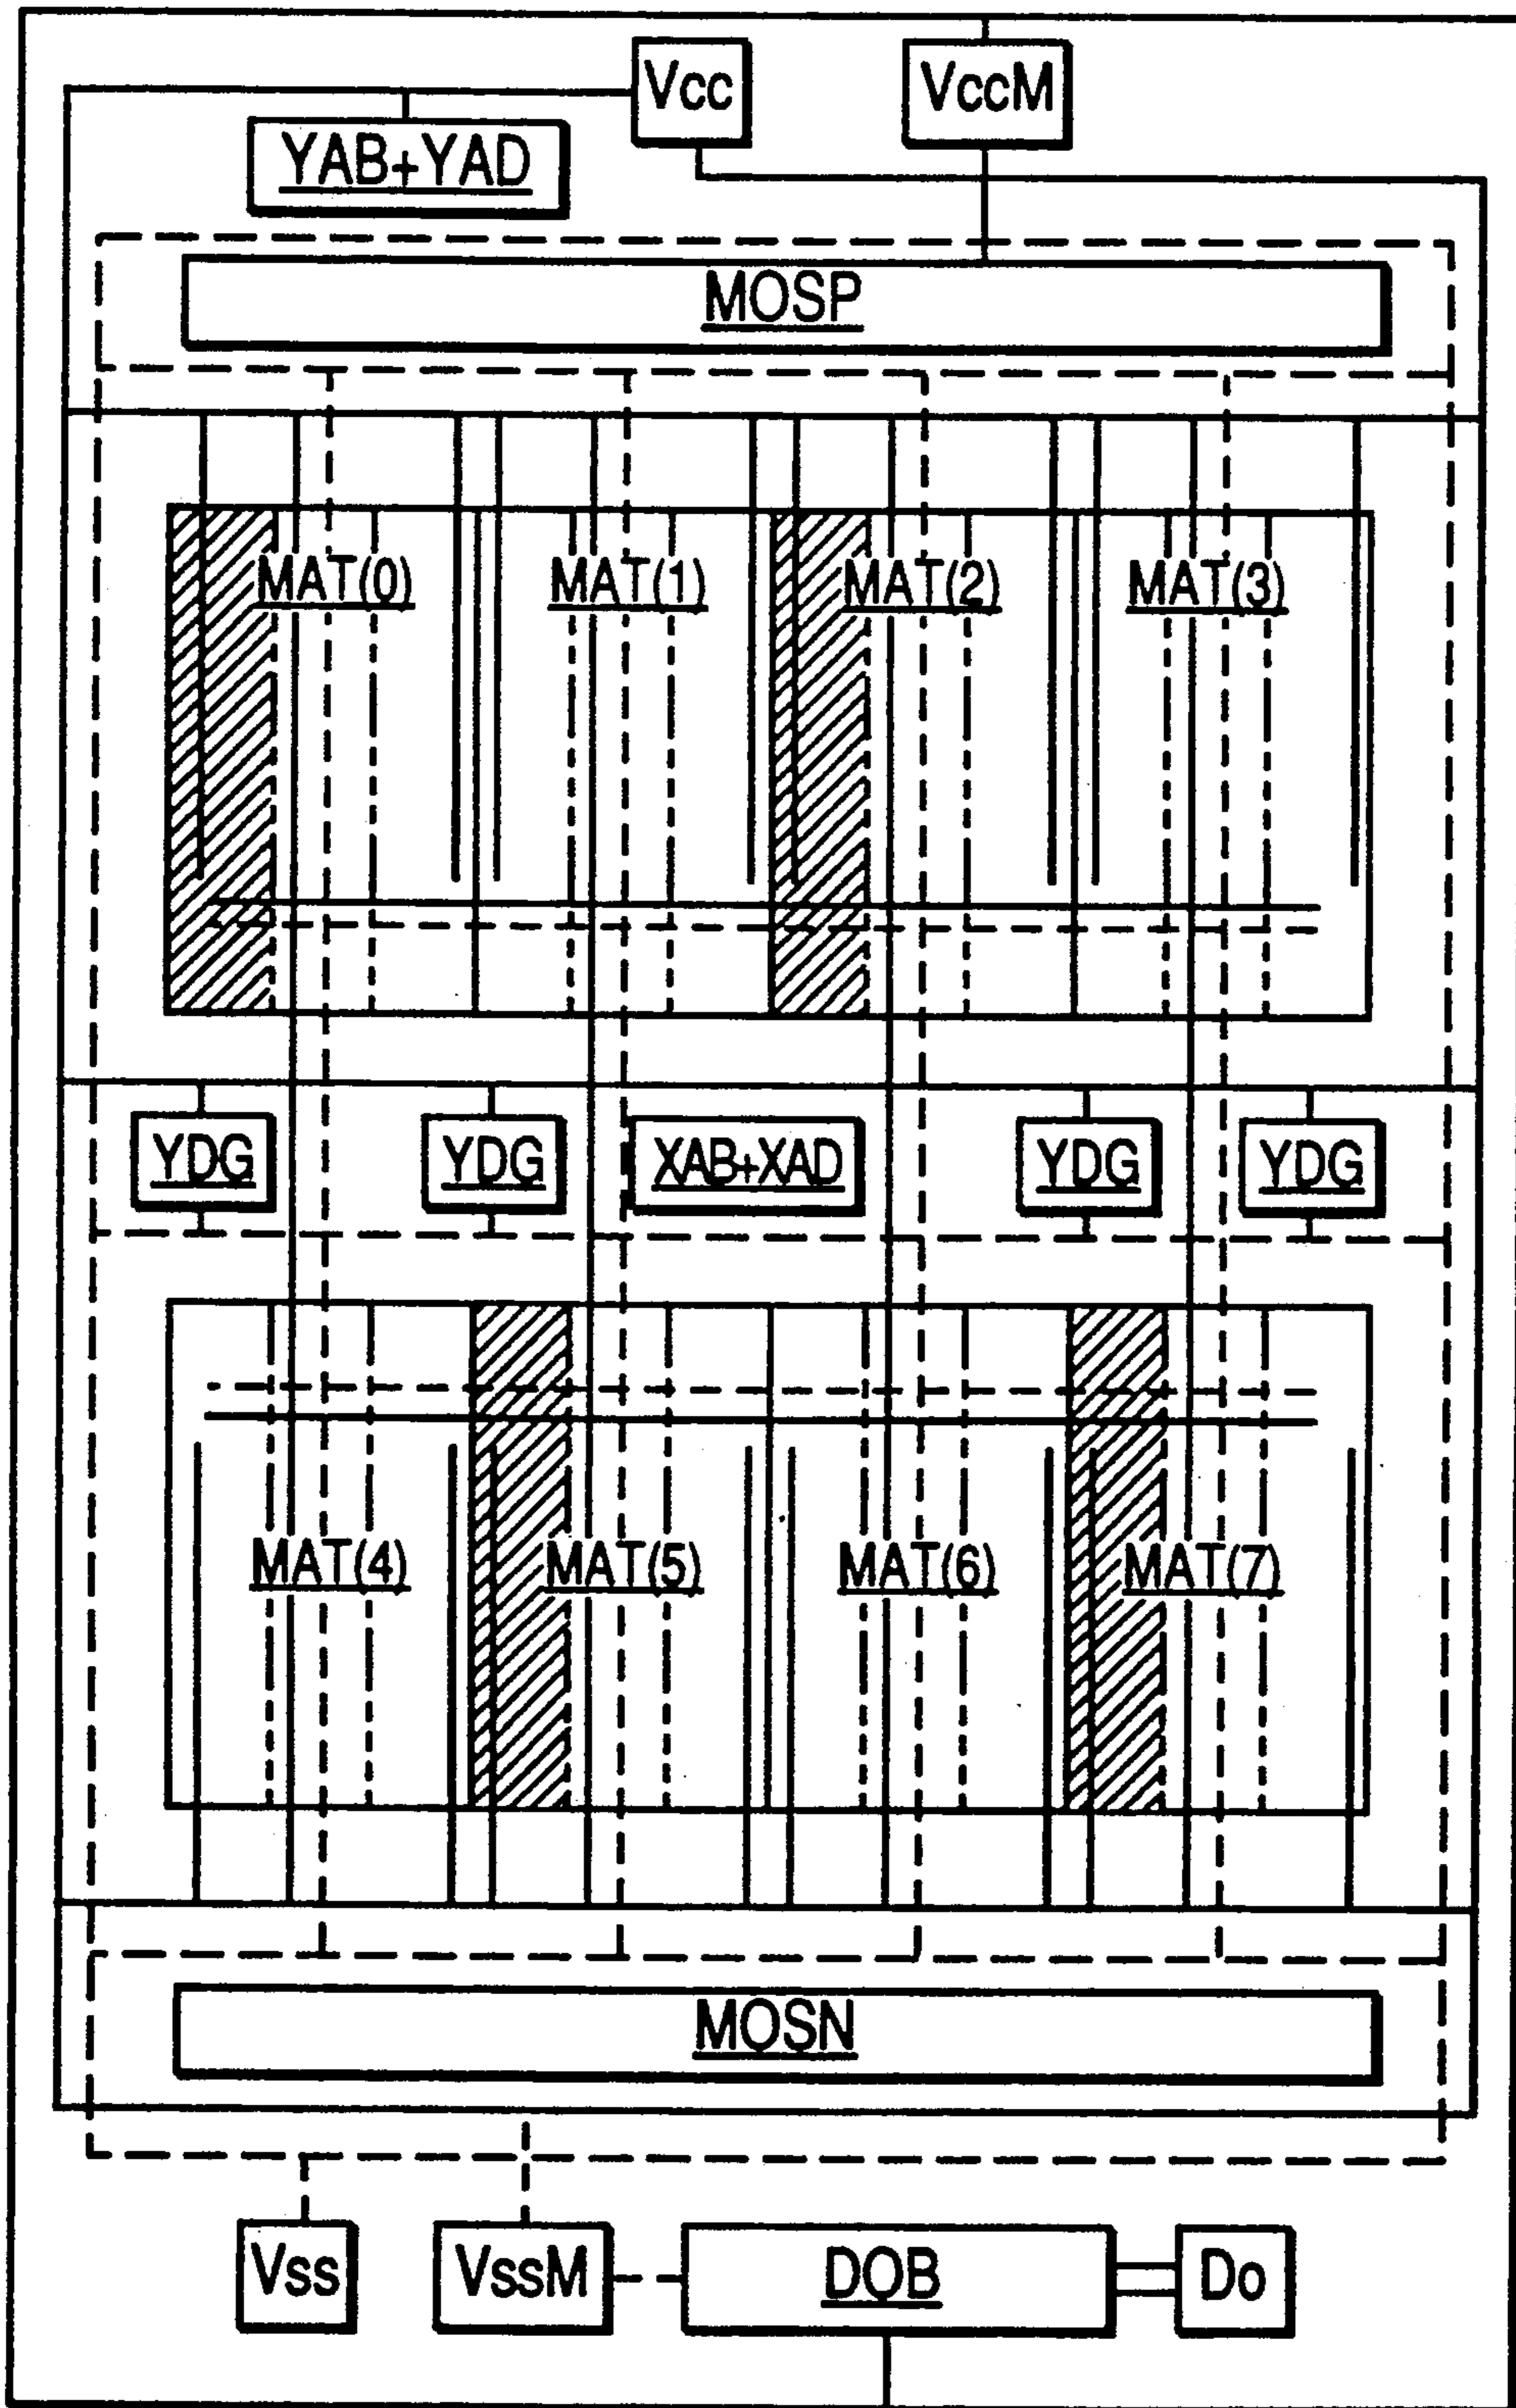 Vcc VccM
YAB+YAD
MOSP
MAT(0) MAT(1) MAT(2) MAT(3)
YDG YDG XAB+XAD YDG YDG
MAT(4) MAT(5) MAT(6) MAT(7)
MOSN
Vss VssM DOB Do